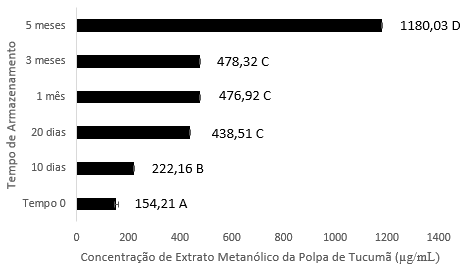 Tempo de Armazenamento
5 meses 1180,03 D
3 meses 478,32 C
1 mês 476,92 C
20 dias 438,51 C
10 dias 222,16 B
Tempo 0 154,21 A
0 200 400 600 800 1000 1200 1400
Concentração de Extrato Metanólico da Polpa de Tucumã (µg/mL)